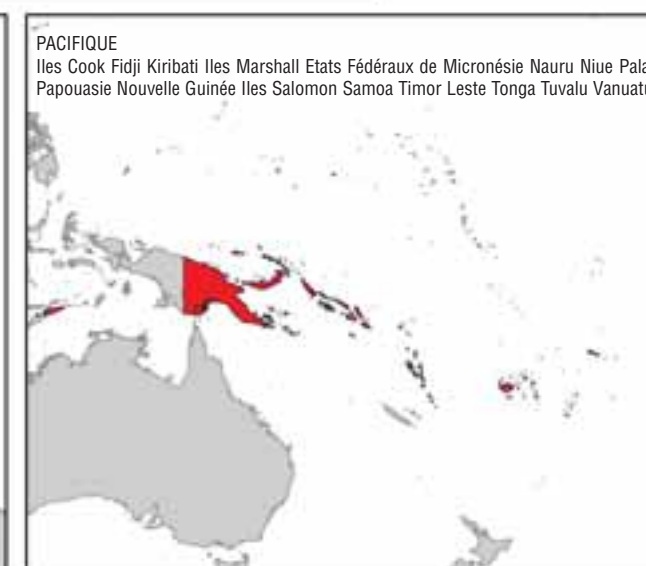 PACIFIQUE
Iles Cook Fidji Kiribati Iles Marshall Etats Fédéraux de Micronésie Nauru Niue
Papouasie Nouvelle Guinée Iles Salomon Samoa Timor Leste Tonga Tuvalu